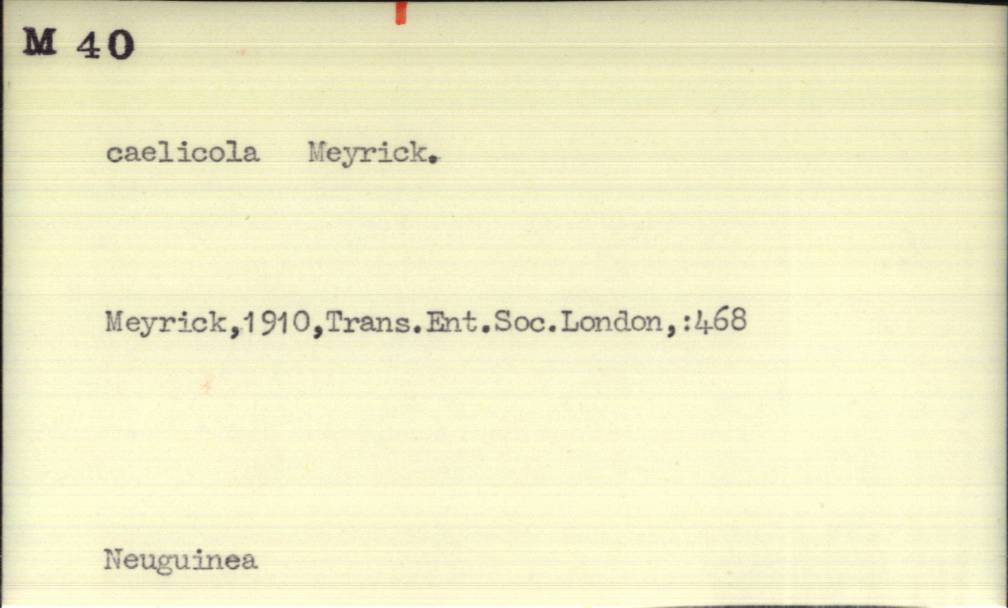 M 40
caelicola Meyrick.
Meyrick,1910,Trans.Ent.Soc.London,:468
Neuguinea